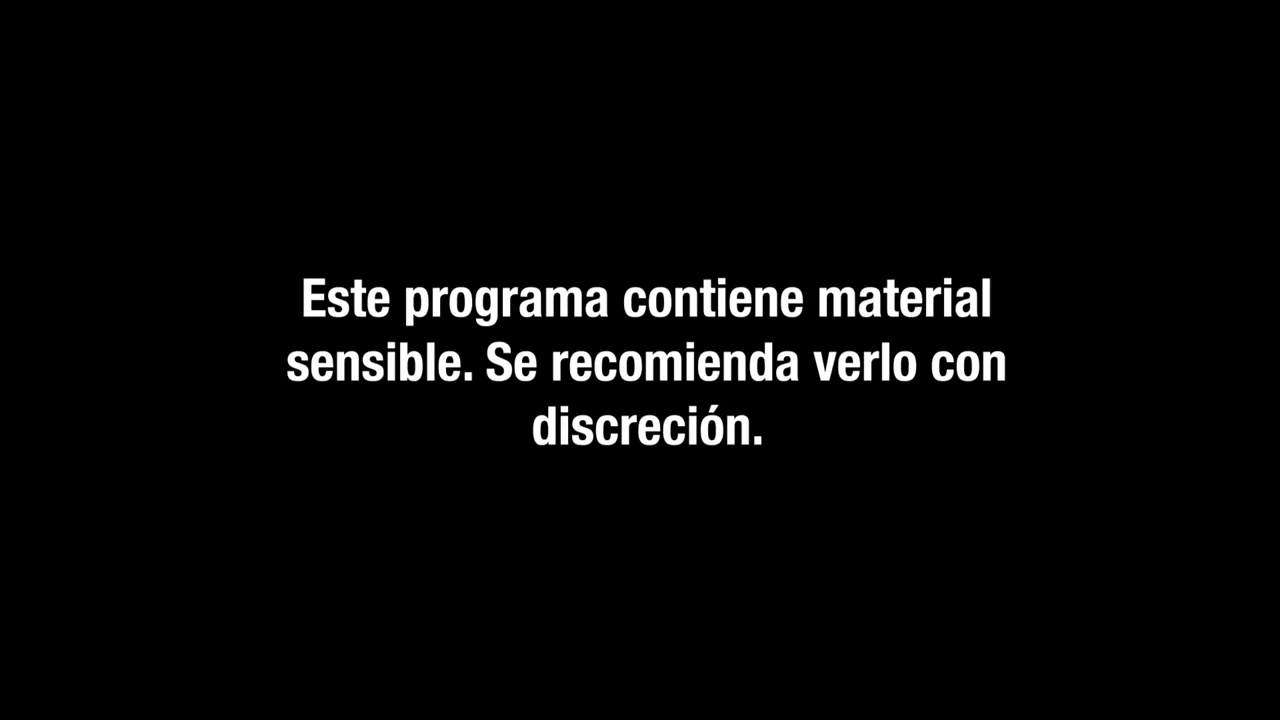 Este programa contiene material
sensible. Se recomienda verlo con
discreción.